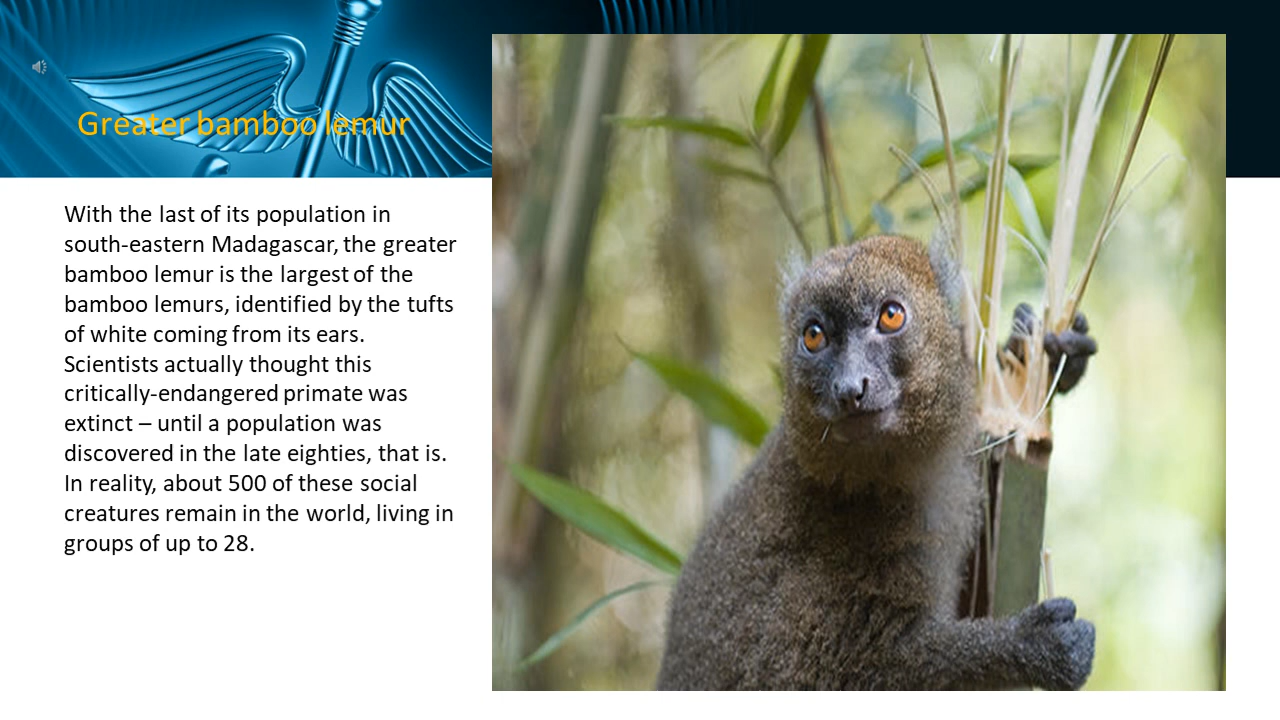 Greater bamboo lemur
With the last of its population in
south-eastern Madagascar, the greater
bamboo lemur is the largest of the
bamboo lemurs, identified by the tufts
of white coming from its ears.
Scientists actually thought this
critically-endangered primate was
extinct – until a population was
discovered in the late eighties, that is.
In reality, about 500 of these social
creatures remain in the world, living in
groups of up to 28.